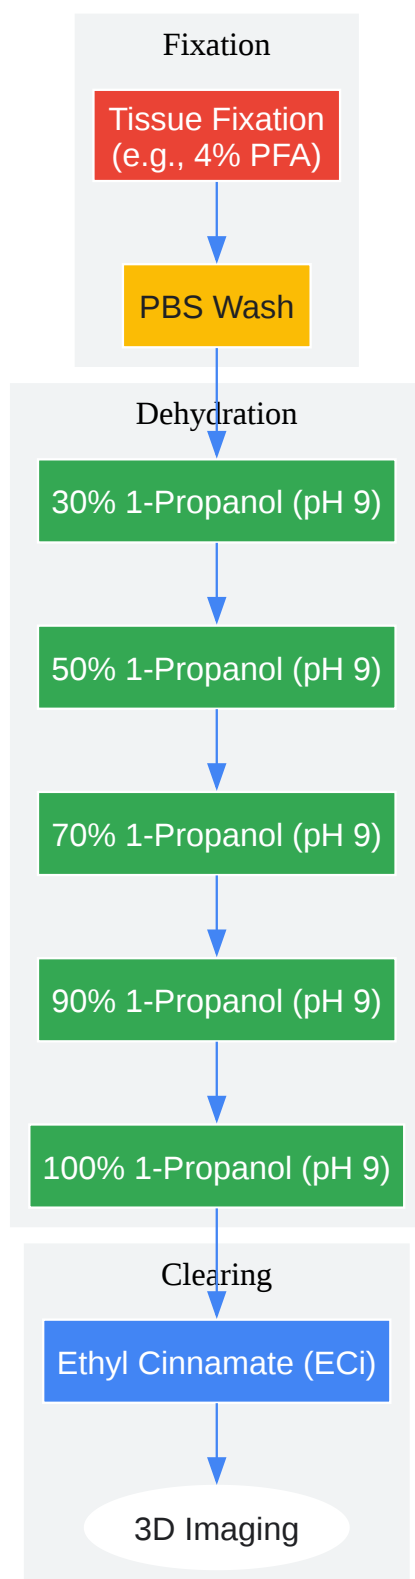 Fixation
Tissue Fixation
(e.g., 4% PFA)
PBS Wash
Dehydration
30% 1-Propanol (pH 9)
50% 1-Propanol (pH 9)
70% 1-Propanol (pH 9)
90% 1-Propanol (pH 9)
100% 1-Propanol (pH 9)
Clearing
Ethyl Cinnamate (ECi)
3D Imaging